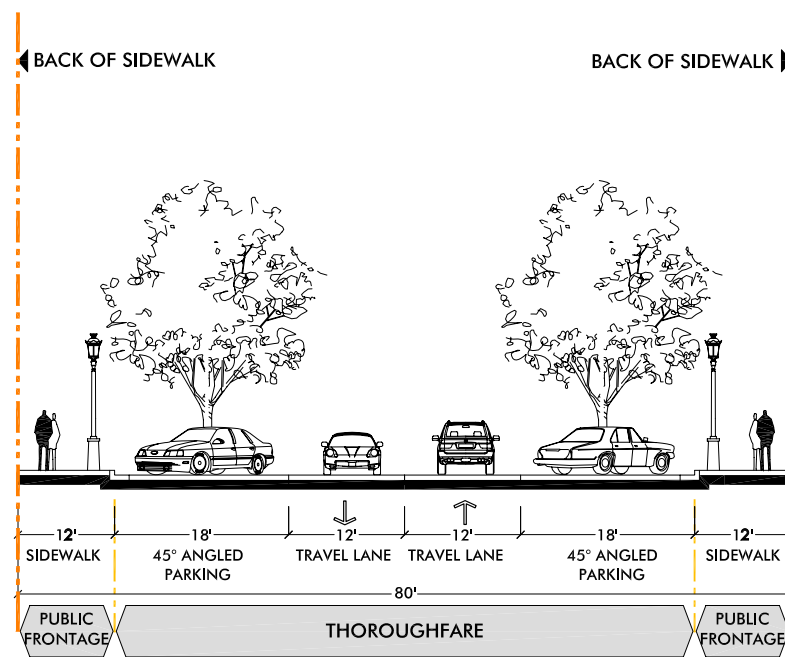 BACK OF SIDEWALK
BACK OF SIDEWALK
12'
18'
12'
12'
18'
12'
SIDEWALK
45° ANGLED
PARKING
TRAVEL LANE
TRAVEL LANE
45° ANGLED
PARKING
SIDEWALK
80'
PUBLIC
FRONTAGE
THOROUGHFARE
PUBLIC
FRONTAGE